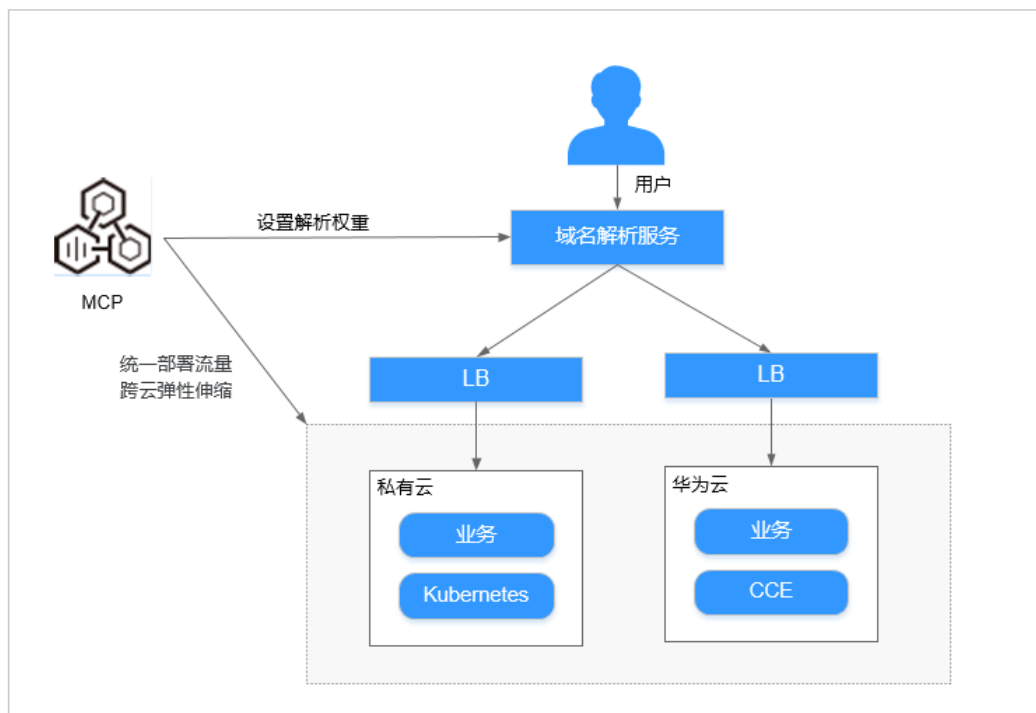 用户
设置解析权重
域名解析服务
MCP
统一部署流量
跨云弹性伸缩
LB
LB
私有云
业务
Kubernetes
华为云
业务
CCE